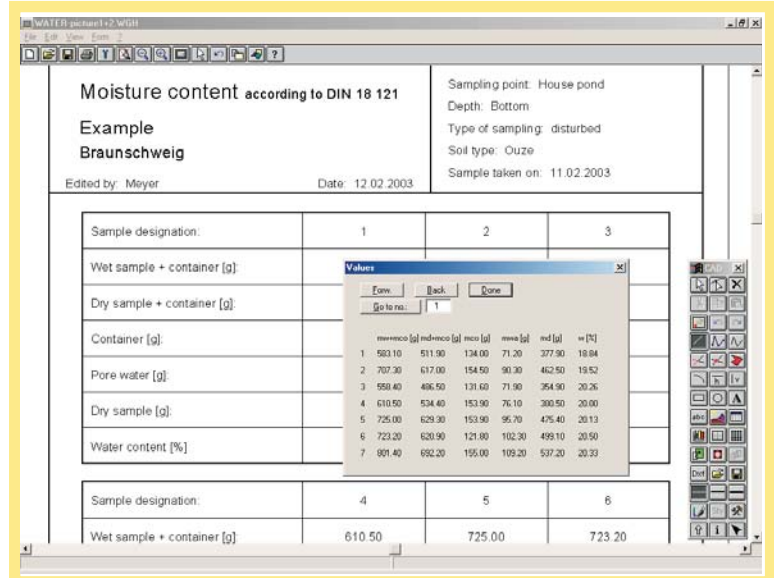 WATER-picture1+2.WGH
File Edit View Form ?
Moisture content according to DIN 18 121
Example
Braunschweig
Edited by: Meyer Date: 12.02.2003
Sampling point: House pond
Depth: Bottom
Type of sampling: disturbed
Soil type: Ouze
Sample taken on: 11.02.2003
Sample designation: 1 2 3
Wet sample + container [g]:
Dry sample + container [g]:
Container [g]:
Pore water [g]:
Dry sample [g]:
Water content [%]
Values
Forw. Back Done
Go to no.: 1
mw+mco [g] md+mco [g] mco [g] mwa [g] md [g] w [%]
1 583.10 511.90 134.00 71.20 377.90 18.84
2 707.30 617.00 154.50 90.30 462.50 19.52
3 558.40 486.50 131.60 71.90 354.90 20.26
4 610.50 534.40 153.90 76.10 380.50 20.00
5 725.00 629.30 153.90 95.70 475.40 20.13
6 723.20 620.90 121.80 102.30 499.10 20.50
7 801.40 692.20 155.00 109.20 537.20 20.33
CAD
abc
Dxf
Sample designation: 4 5 6
Wet sample + container [g]: 610.50 725.00 723.20